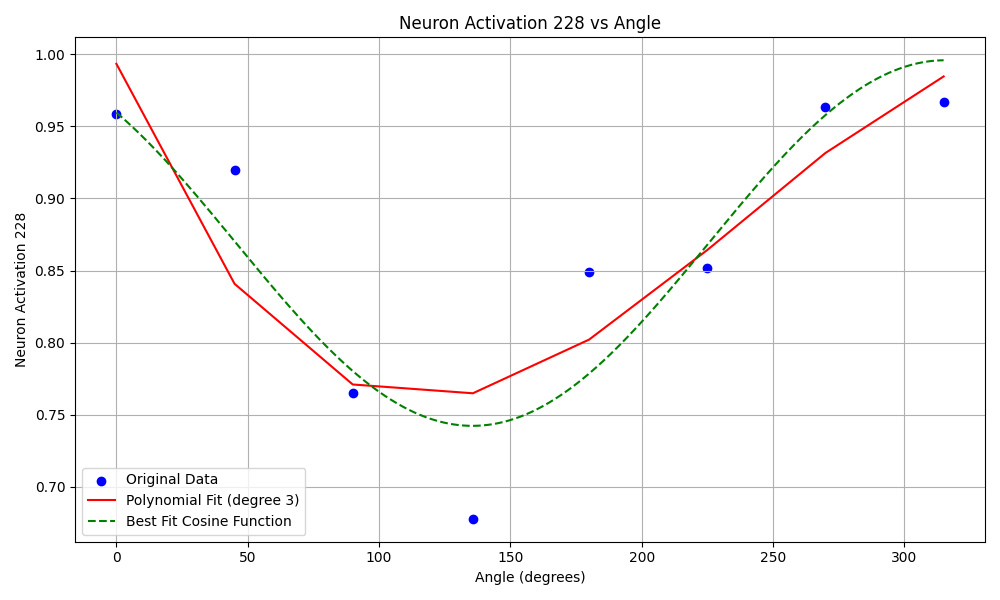 Neuron Activation 228 vs Angle
Neuron Activation 228
1.00
0.95
0.90
0.85
0.80
0.75
0.70
Original Data
Polynomial Fit (degree 3)
Best Fit Cosine Function
0 50 100 150 200 250 300
Angle (degrees)